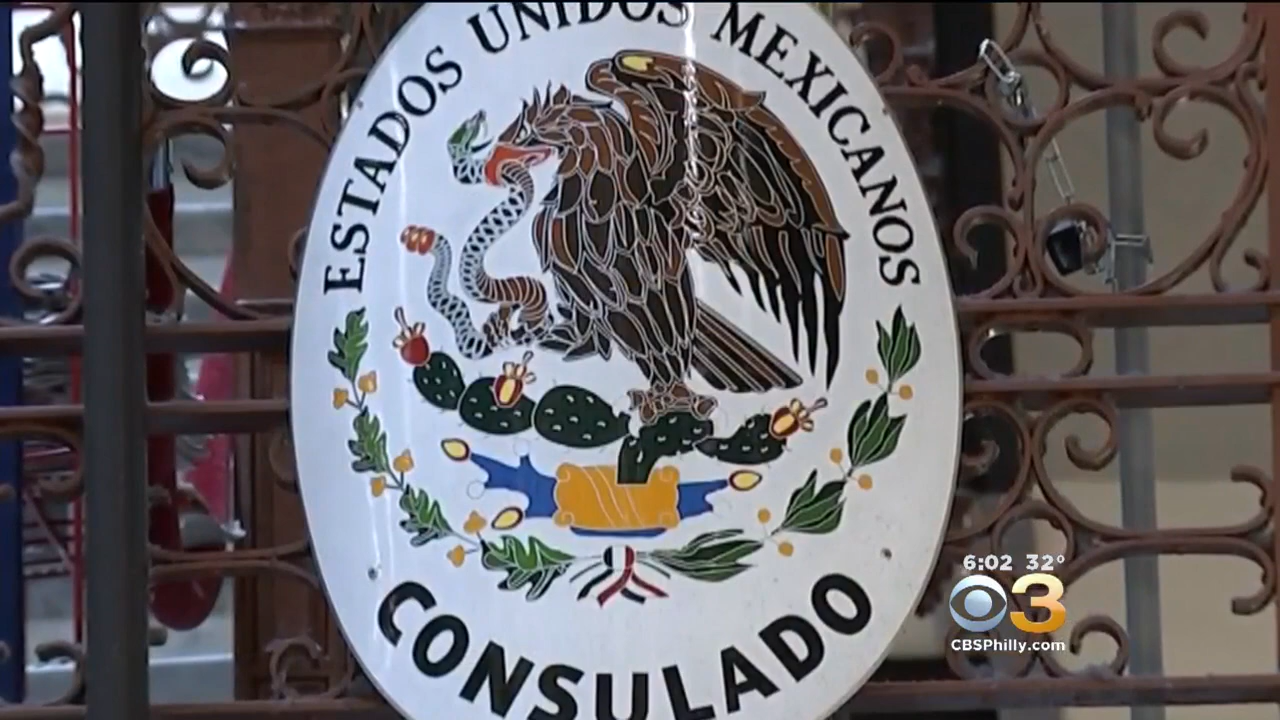 ESTADOS UNIDOS MEXICANOS
CONSULADO
6:02 32°
3
CBSPhilly.com